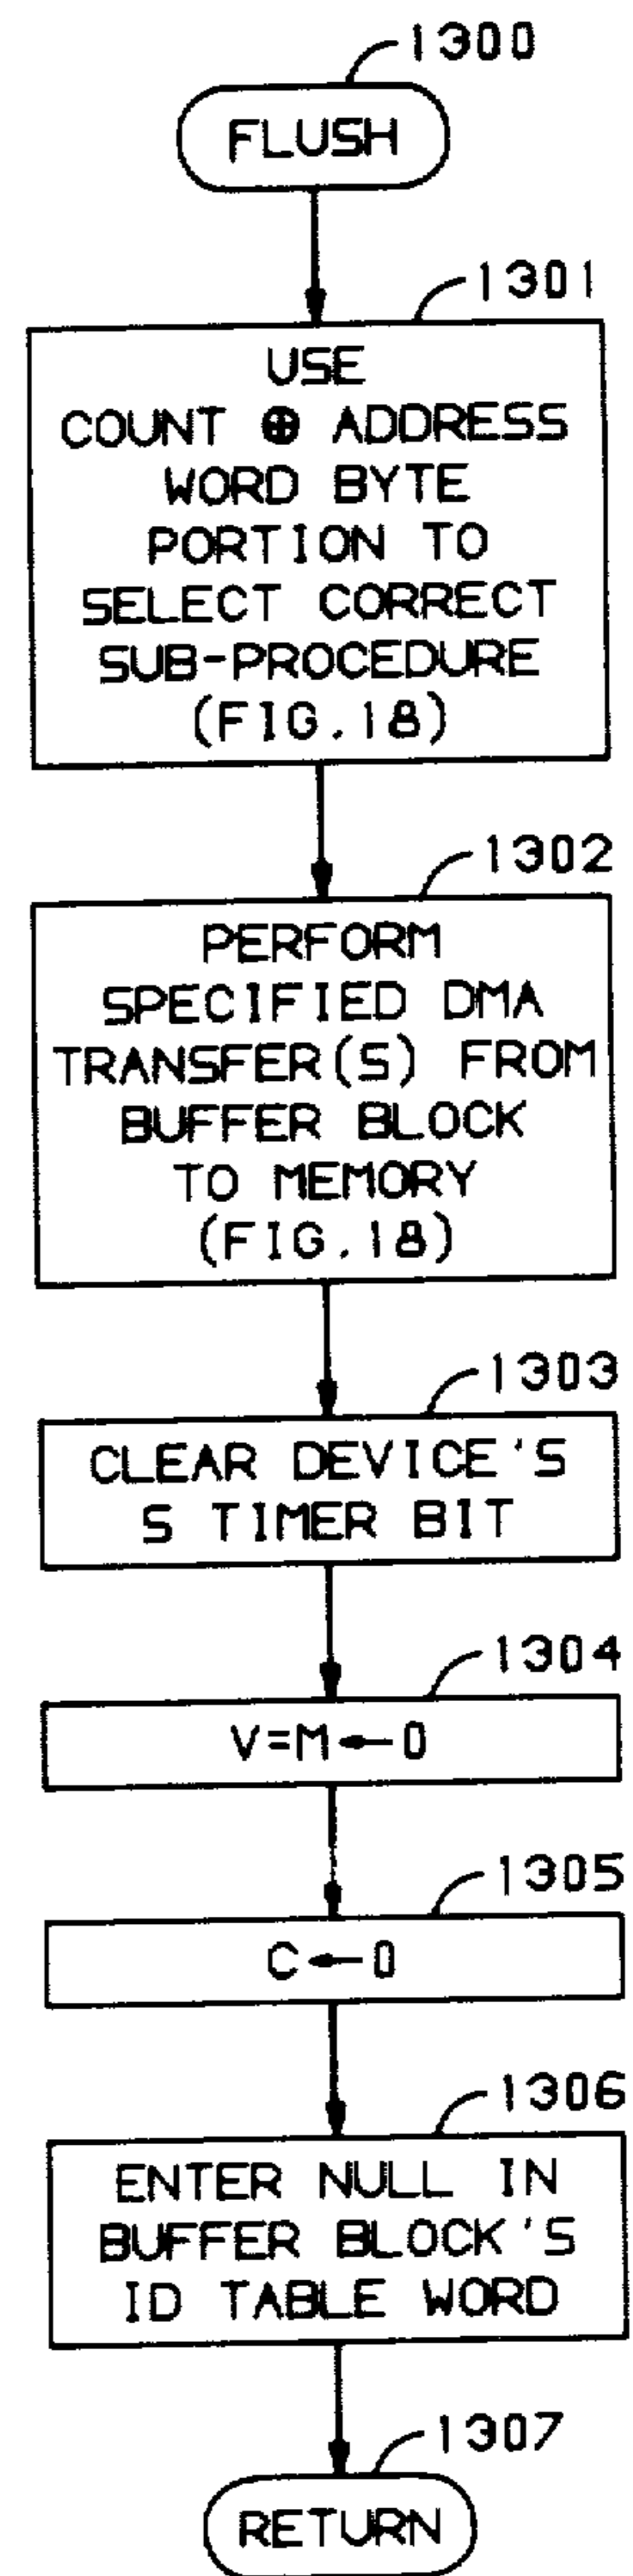 1300
FLUSH
1301
USE
COUNT ⊕ ADDRESS
WORD BYTE
PORTION TO
SELECT CORRECT
SUB-PROCEDURE
(FIG.18)
1302
PERFORM
SPECIFIED DMA
TRANSFER(S) FROM
BUFFER BLOCK
TO MEMORY
(FIG.18)
1303
CLEAR DEVICE'S
S TIMER BIT
1304
V=M←0
1305
C←0
1306
ENTER NULL IN
BUFFER BLOCK'S
ID TABLE WORD
1307
RETURN